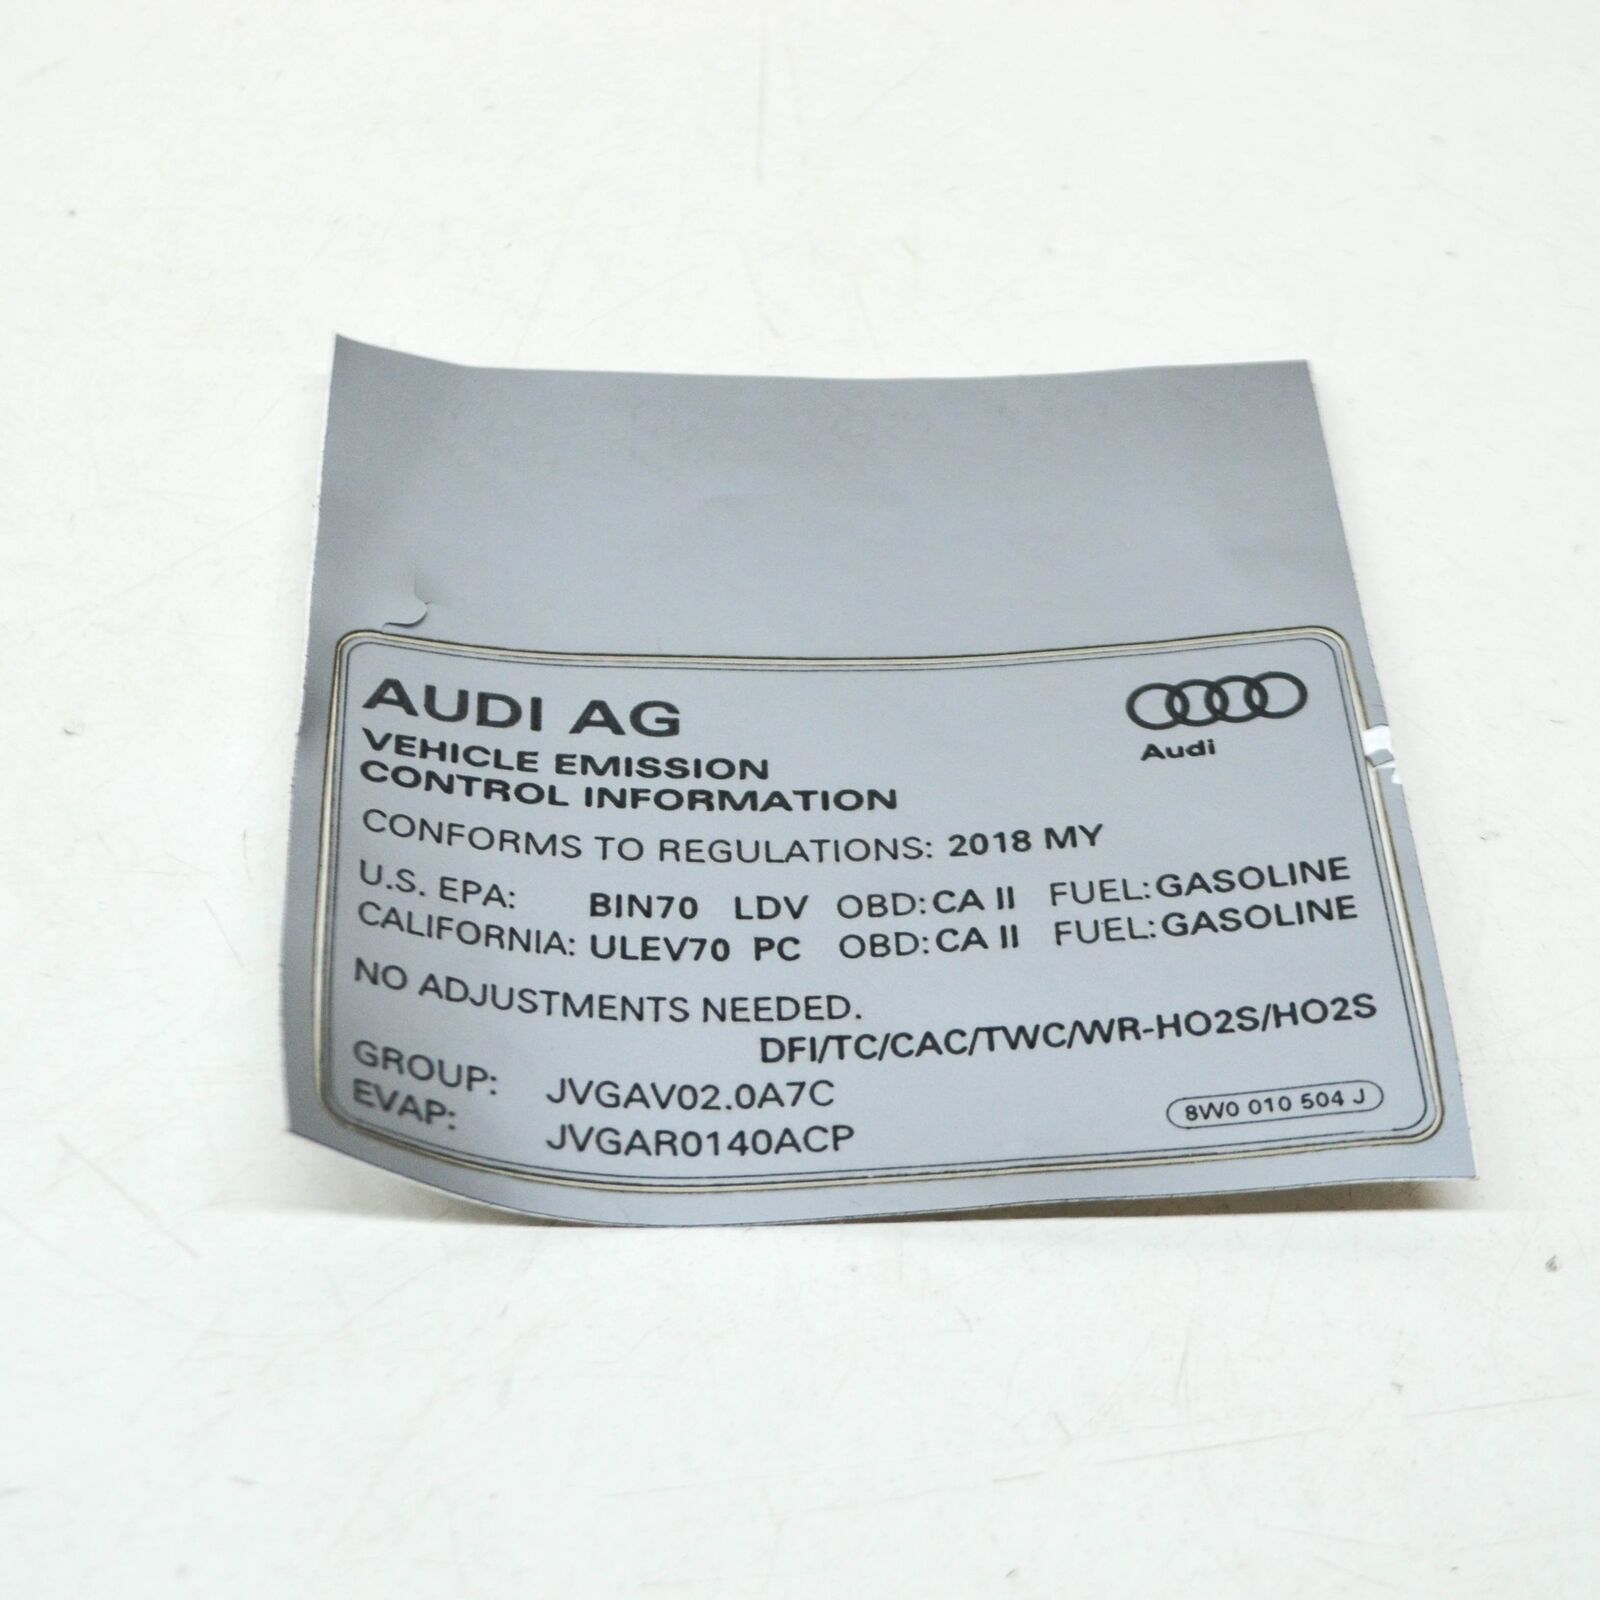 AUDI AG
Audi
VEHICLE EMISSION
CONTROL INFORMATION
CONFORMS TO REGULATIONS: 2018 MY
U.S. EPA: BIN70 LDV OBD: CA II FUEL: GASOLINE
CALIFORNIA: ULEV70 PC OBD: CA II FUEL: GASOLINE
NO ADJUSTMENTS NEEDED.
DFI/TC/CAC/TWC/WR-HO2S/HO2S
GROUP: JVGAV02.0A7C
EVAP: JVGAR0140ACP
8W0 010 504 J